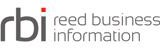 rbi reed business
information